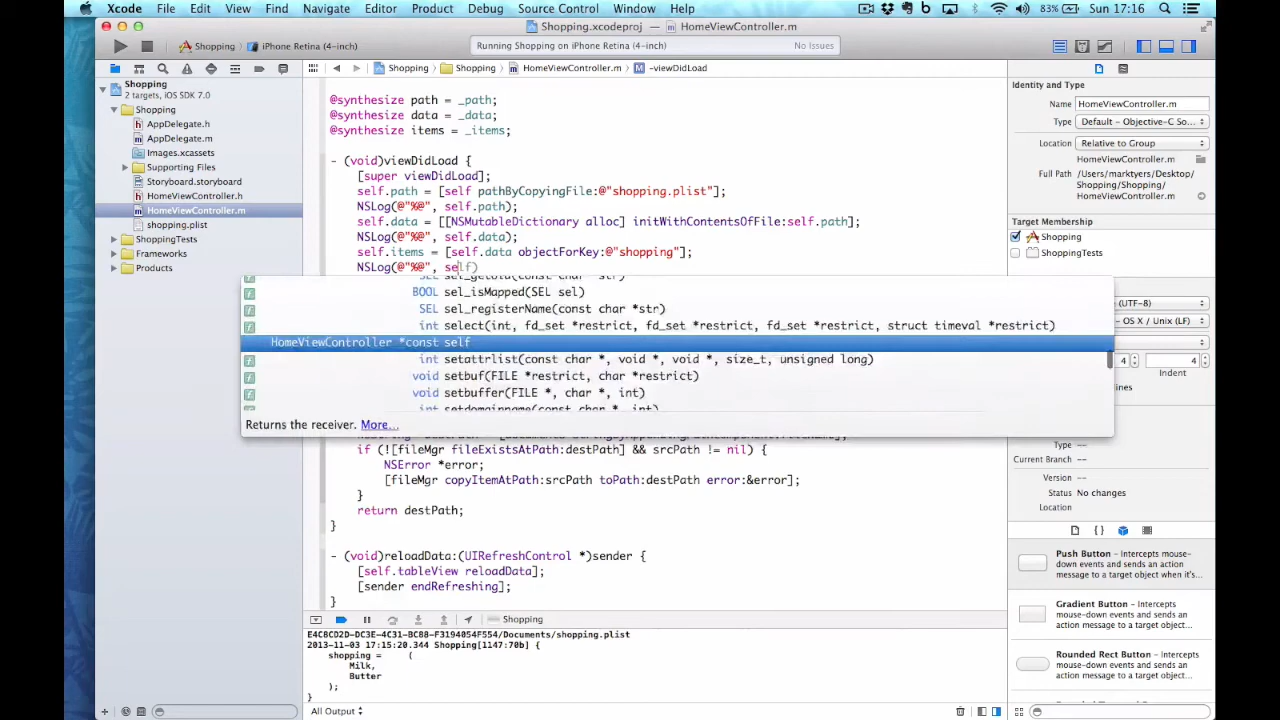 Xcode File Edit View Find Navigate Editor Product Debug Source Control Window Help 83% Sun 17:16
Shopping.xcodeproj — HomeViewController.m
Shopping iPhone Retina (4-inch) Running Shopping on iPhone Retina (4-inch) No Issues
Shopping Shopping HomeViewController.m M -viewDidLoad
Shopping
2 targets, iOS SDK 7.0
Shopping
AppDelegate.h
AppDelegate.m
Images.xcassets
Supporting Files
Storyboard.storyboard
HomeViewController.h
HomeViewController.m
shopping.plist
ShoppingTests
Frameworks
Products
@synthesize path = _path;
@synthesize data = _data;
@synthesize items = _items;
- (void)viewDidLoad {
[super viewDidLoad];
self.path = [self pathByCopyingFile:@"shopping.plist"];
NSLog(@"%@", self.path);
self.data = [[NSMutableDictionary alloc] initWithContentsOfFile:self.path];
NSLog(@"%@", self.data);
self.items = [self.data objectForKey:@"shopping"];
NSLog(@"%@", self)
BOOL sel_isMapped(SEL sel)
SEL sel_registerName(const char *str)
int select(int, fd_set *restrict, fd_set *restrict, fd_set *restrict, struct timeval *restrict)
HomeViewController *const self
int setattrlist(const char *, void *, void *, size_t, unsigned long)
void setbuf(FILE *restrict, char *restrict)
void setbuffer(FILE *, char *, int)
int setdomainname(const char *, int)
Returns the receiver. More...
if (![fileMgr fileExistsAtPath:destPath] && srcPath != nil) {
NSError *error;
[fileMgr copyItemAtPath:srcPath toPath:destPath error:&error];
}
return destPath;
}
- (void)reloadData:(UIRefreshControl *)sender {
[self.tableView reloadData];
[sender endRefreshing];
}
Shopping
E4C8CD2D-DC3E-4C31-BC88-F3194054F554/Documents/shopping.plist
2013-11-03 17:15:20.344 Shopping[1147:70b] {
shopping = (
Milk,
Butter
);
}
All Output
Identity and Type
Name HomeViewController.m
Type Default - Objective-C So...
Location Relative to Group
HomeViewController.m
Full Path /Users/marktyers/Desktop/
Shopping/Shopping/
HomeViewController.m
Target Membership
Shopping
ShoppingTests
(UTF-8)
OS X / Unix (LF)
4 4
Indent
lines
Type --
Current Branch --
Version --
Status No changes
Location
{ }
Push Button - Intercepts mouse-
down events and sends an
action message to a target object
when it's...
Gradient Button - Intercepts
mouse-down events and sends an
action message to a target object
Rounded Rect Button - Intercepts
mouse-down events and sends an
action message to a target object